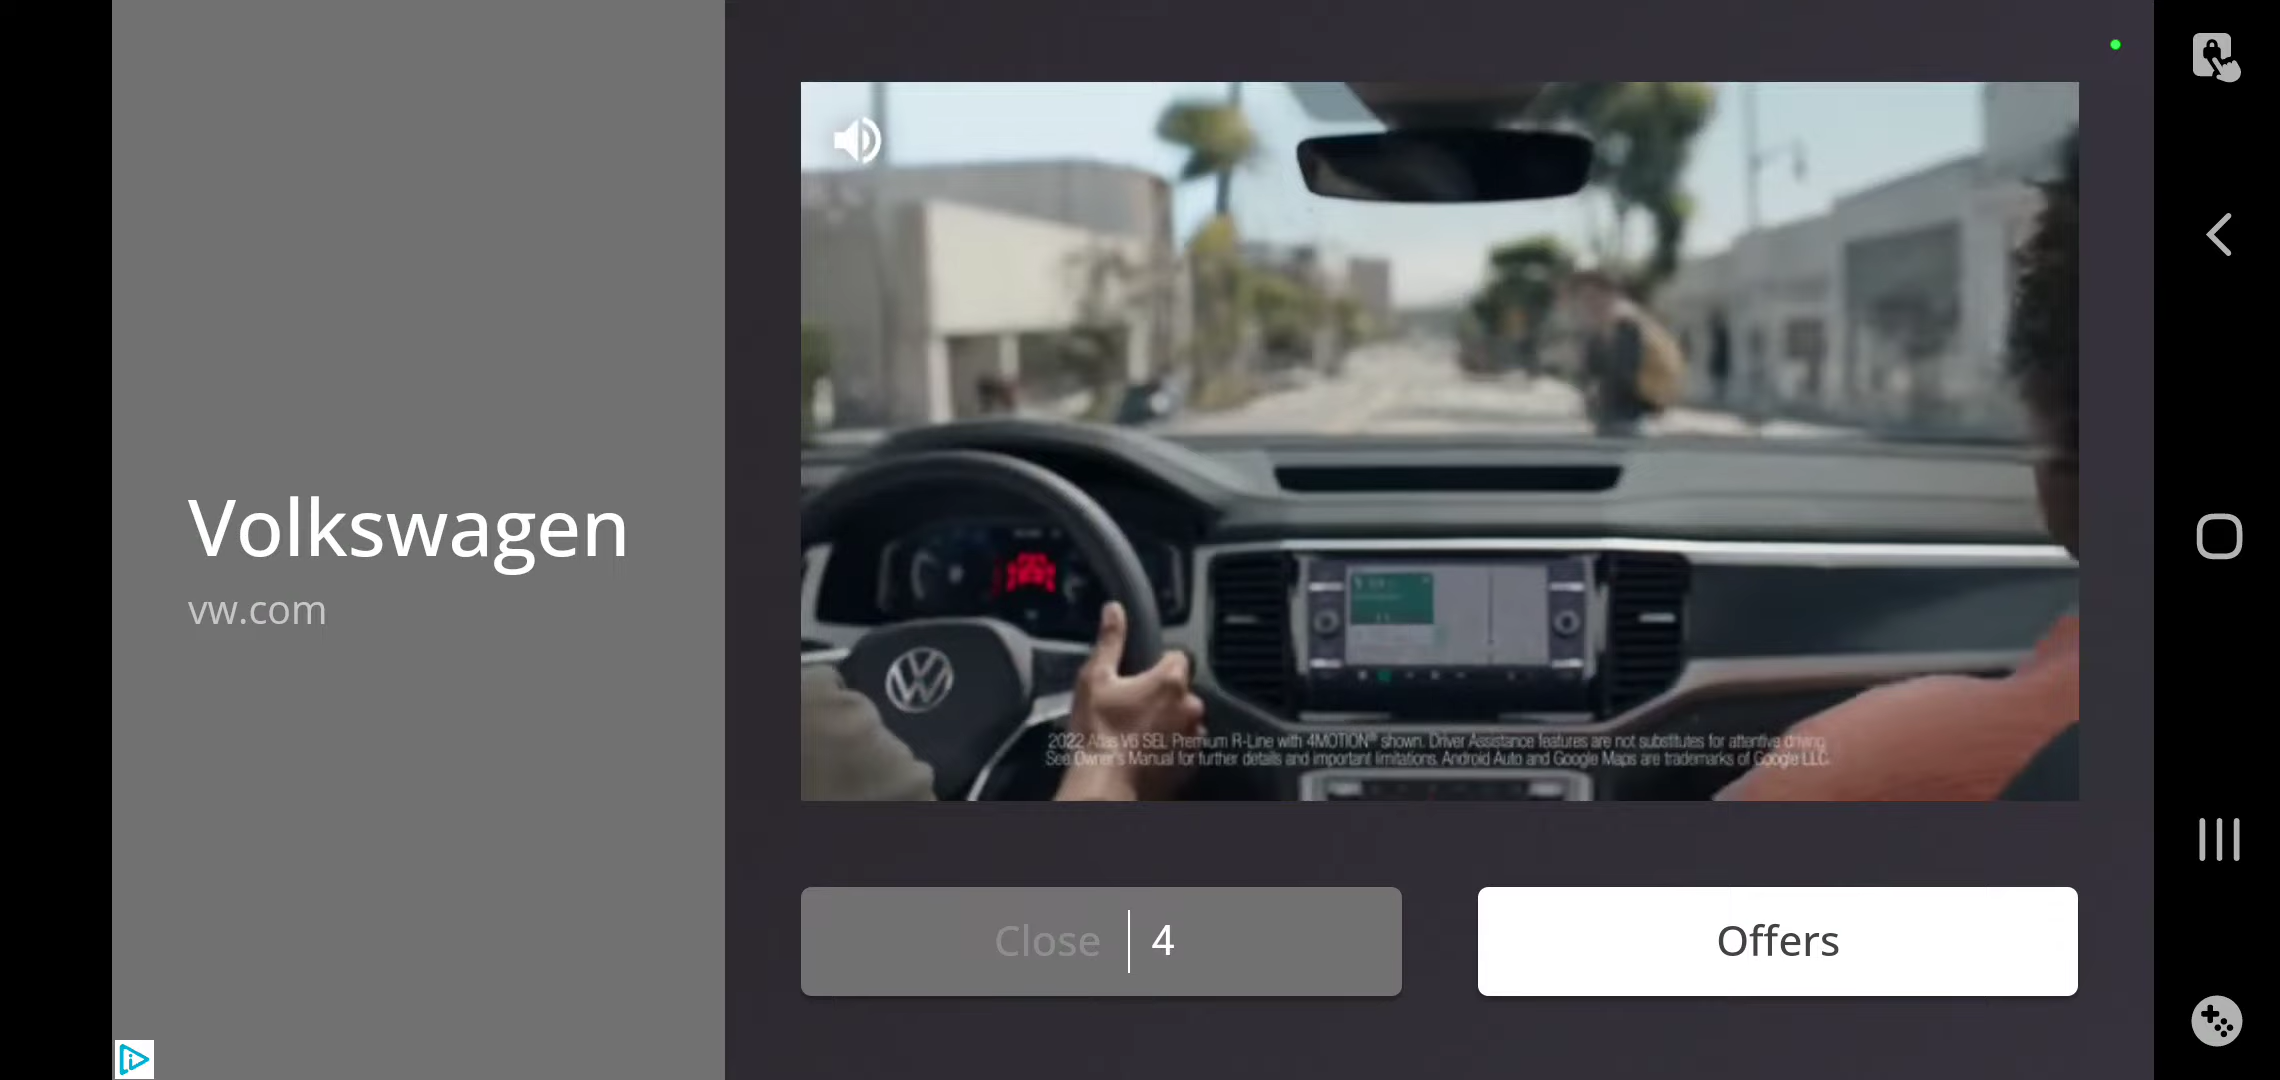 Volkswagen
vw.com
2022 Atlas V6 SEL Premium R-Line with 4MOTION® shown. Driver Assistance features are not substitutes for attentive driving.
See Owner's Manual for further details and important limitations. Android Auto and Google Maps are trademarks of Google LLC.
Close | 4
Offers